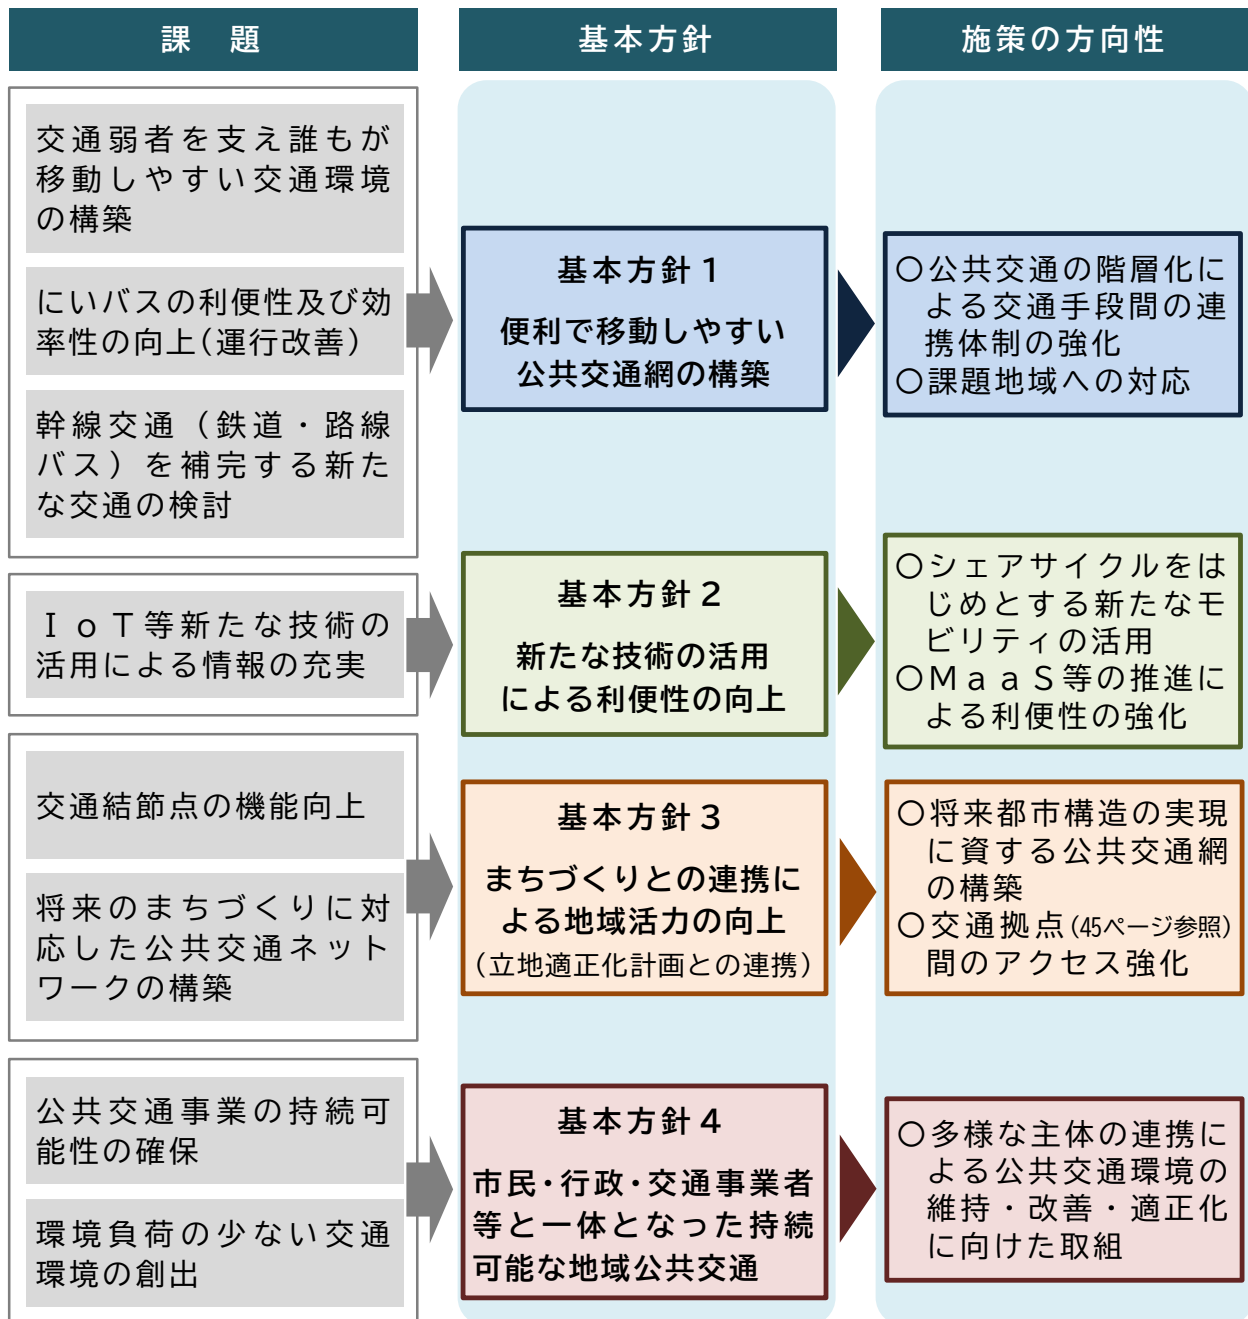 課　題
基本方針
施策の方向性
交通弱者を支え誰もが
移動しやすい交通環境
の構築
にいバスの利便性及び効
率性の向上(運行改善)
幹線交通（鉄道・路線
バス）を補完する新た
な交通の検討
基本方針１
便利で移動しやすい
公共交通網の構築
〇公共交通の階層化に
よる交通手段間の連
携体制の強化
〇課題地域への対応
ＩｏＴ等新たな技術の
活用による情報の充実
基本方針２
新たな技術の活用
による利便性の向上
〇シェアサイクルをは
じめとする新たなモ
ビリティの活用
〇ＭａａＳ等の推進に
よる利便性の強化
交通結節点の機能向上
将来のまちづくりに対
応した公共交通ネット
ワークの構築
基本方針３
まちづくりとの連携に
よる地域活力の向上
（立地適正化計画との連携）
〇将来都市構造の実現
に資する公共交通網
の構築
〇交通拠点(45ページ参照)
間のアクセス強化
公共交通事業の持続可
能性の確保
環境負荷の少ない交通
環境の創出
基本方針４
市民・行政・交通事業者
等と一体となった持続
可能な地域公共交通
〇多様な主体の連携に
よる公共交通環境の
維持・改善・適正化
に向けた取組